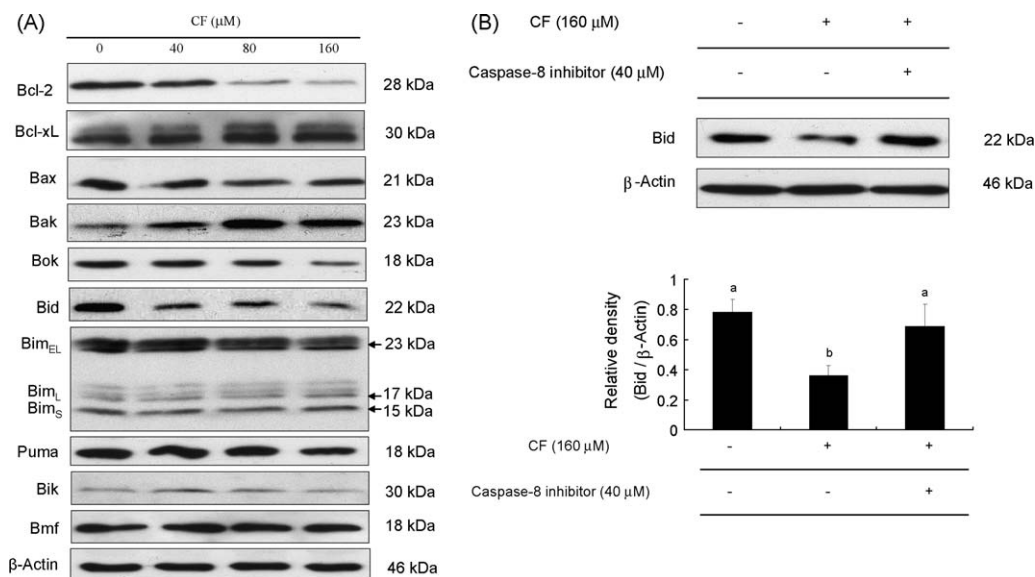 (A)
CF (μM)
0 40 80 160
Bcl-2 28 kDa
Bcl-xL 30 kDa
Bax 21 kDa
Bak 23 kDa
Bok 18 kDa
Bid 22 kDa
BimEL 23 kDa
BimL 17 kDa
BimS 15 kDa
Puma 18 kDa
Bik 30 kDa
Bmf 18 kDa
β-Actin 46 kDa
(B)
CF (160 μM) - + +
Caspase-8 inhibitor (40 μM) - - +
Bid 22 kDa
β-Actin 46 kDa
Relative density
(Bid / β-Actin)
1
0.8
0.6
0.4
0.2
0
a b a
CF (160 μM) - + +
Caspase-8 inhibitor (40 μM) - - +